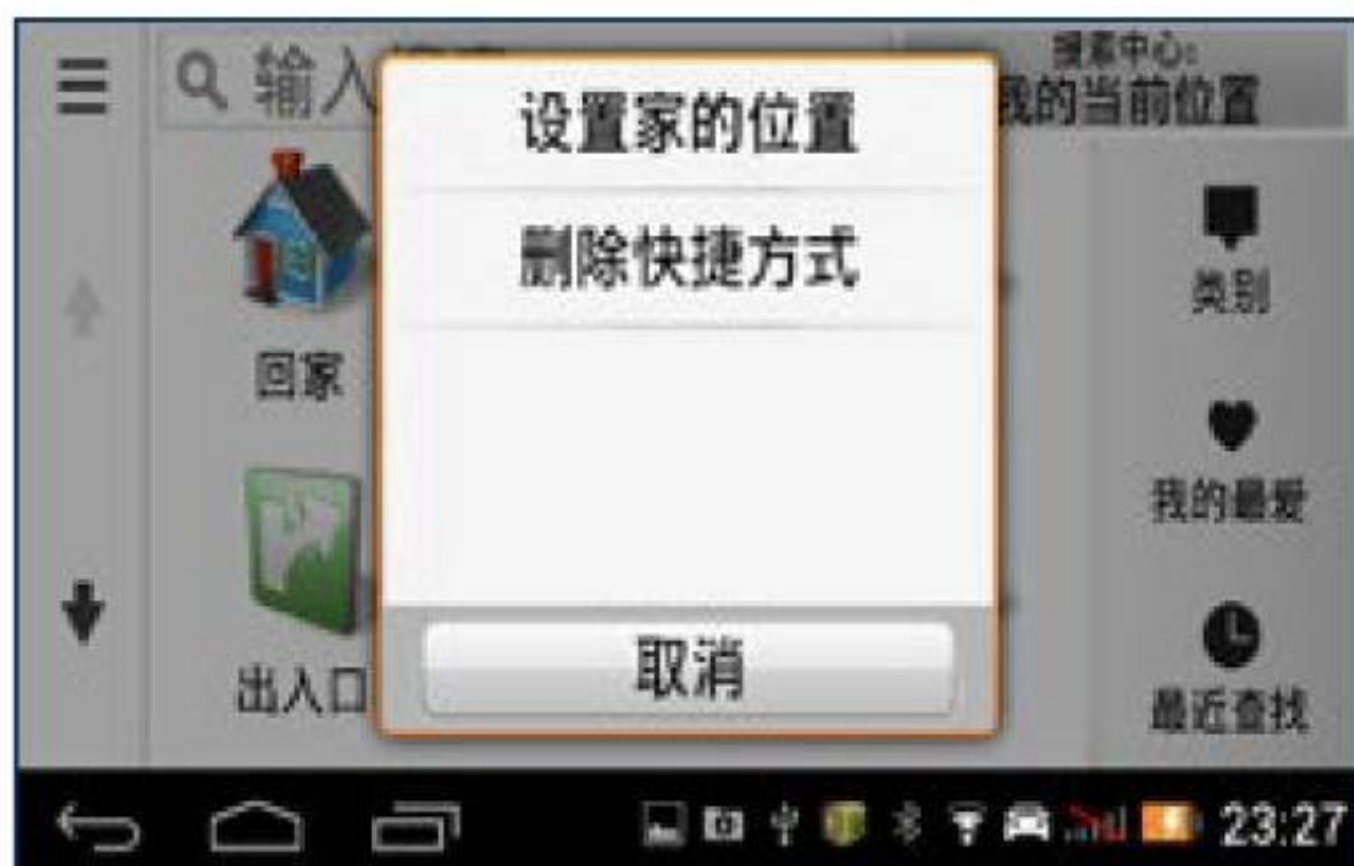 输入
搜索中心:
我的当前位置
设置家的位置
删除快捷方式
回家
类别
我的最爱
出入口
取消
最近查找
23:27